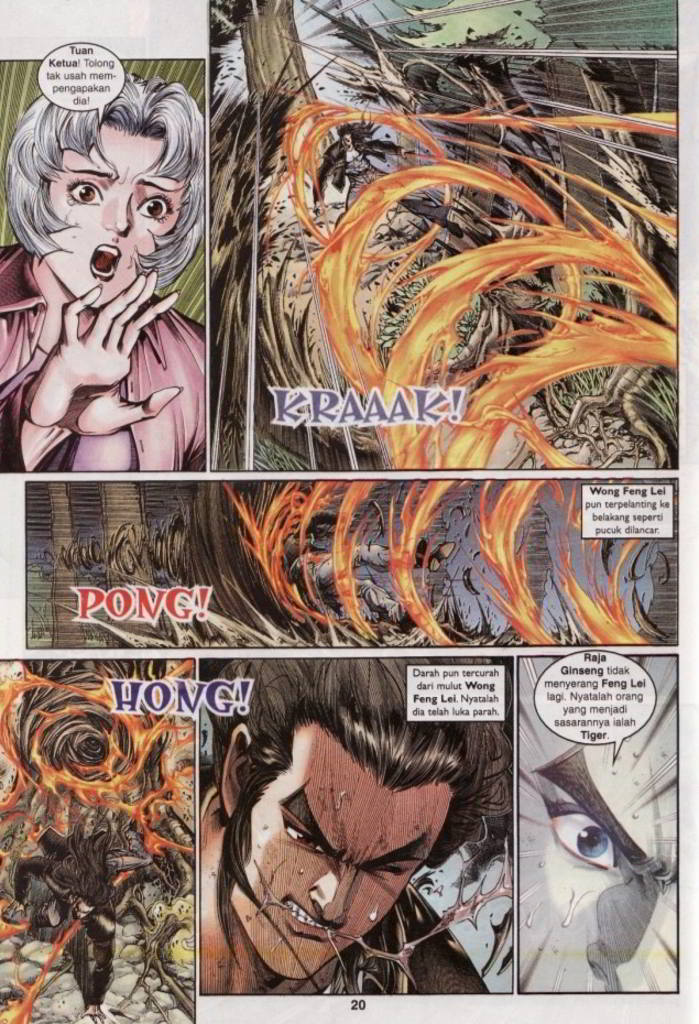 Tuan
Ketua! Tolong
tak usah mem-
pengapakan
dia!
KRAAAK!
Wong Feng Lei
pun terpelanting ke
belakang seperti
pucuk dilancar.
PONG!
HONG!
Darah pun tercurah
dari mulut Wong
Feng Lei. Nyatalah
dia telah luka parah.
Raja
Ginseng tidak
menyerang Feng Lei
lagi. Nyatalah orang
yang menjadi
sasarannya ialah
Tiger.
20